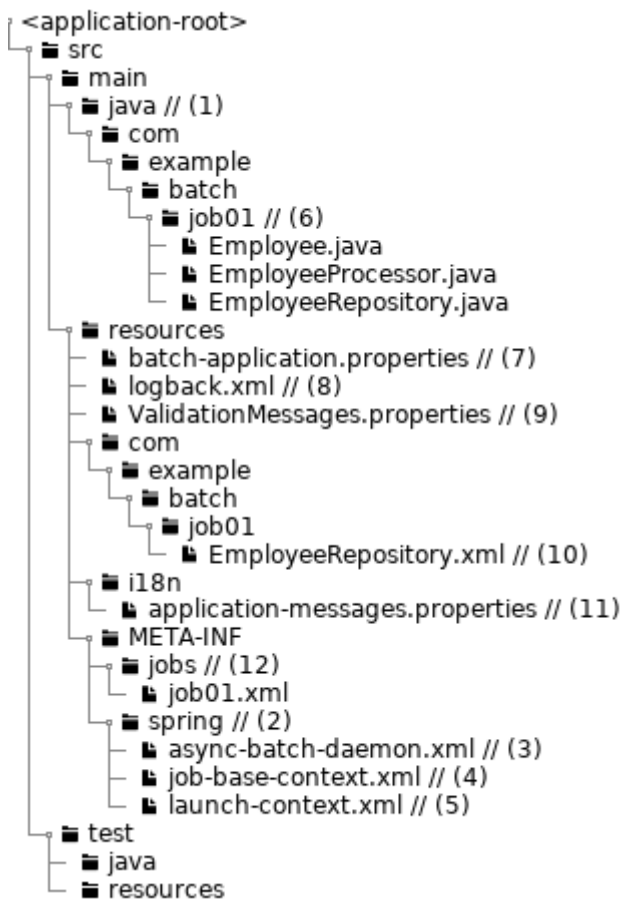 <application-root>
src
main
java // (1)
com
example
batch
job01 // (6)
Employee.java
EmployeeProcessor.java
EmployeeRepository.java
resources
batch-application.properties // (7)
logback.xml // (8)
ValidationMessages.properties // (9)
com
example
batch
job01
EmployeeRepository.xml // (10)
i18n
application-messages.properties // (11)
META-INF
jobs // (12)
job01.xml
spring // (2)
async-batch-daemon.xml // (3)
job-base-context.xml // (4)
launch-context.xml // (5)
test
java
resources